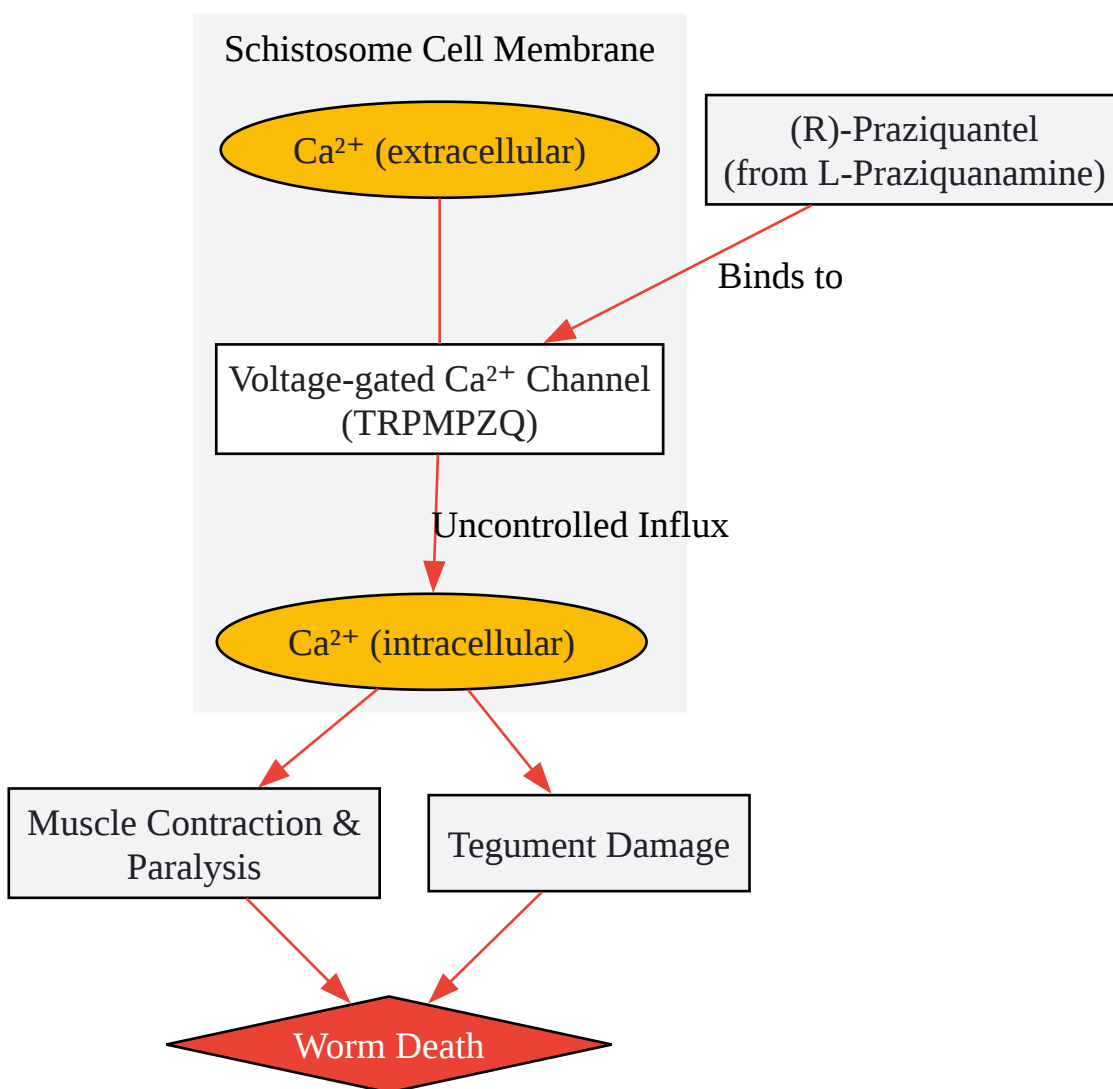 Schistosome Cell Membrane
Ca²⁺ (extracellular)
(R)-Praziquantel
(from L-Praziquanamine)
Binds to
Voltage-gated Ca²⁺ Channel
(TRPMPZQ)
Uncontrolled Influx
Ca²⁺ (intracellular)
Muscle Contraction &
Paralysis
Tegument Damage
Worm Death